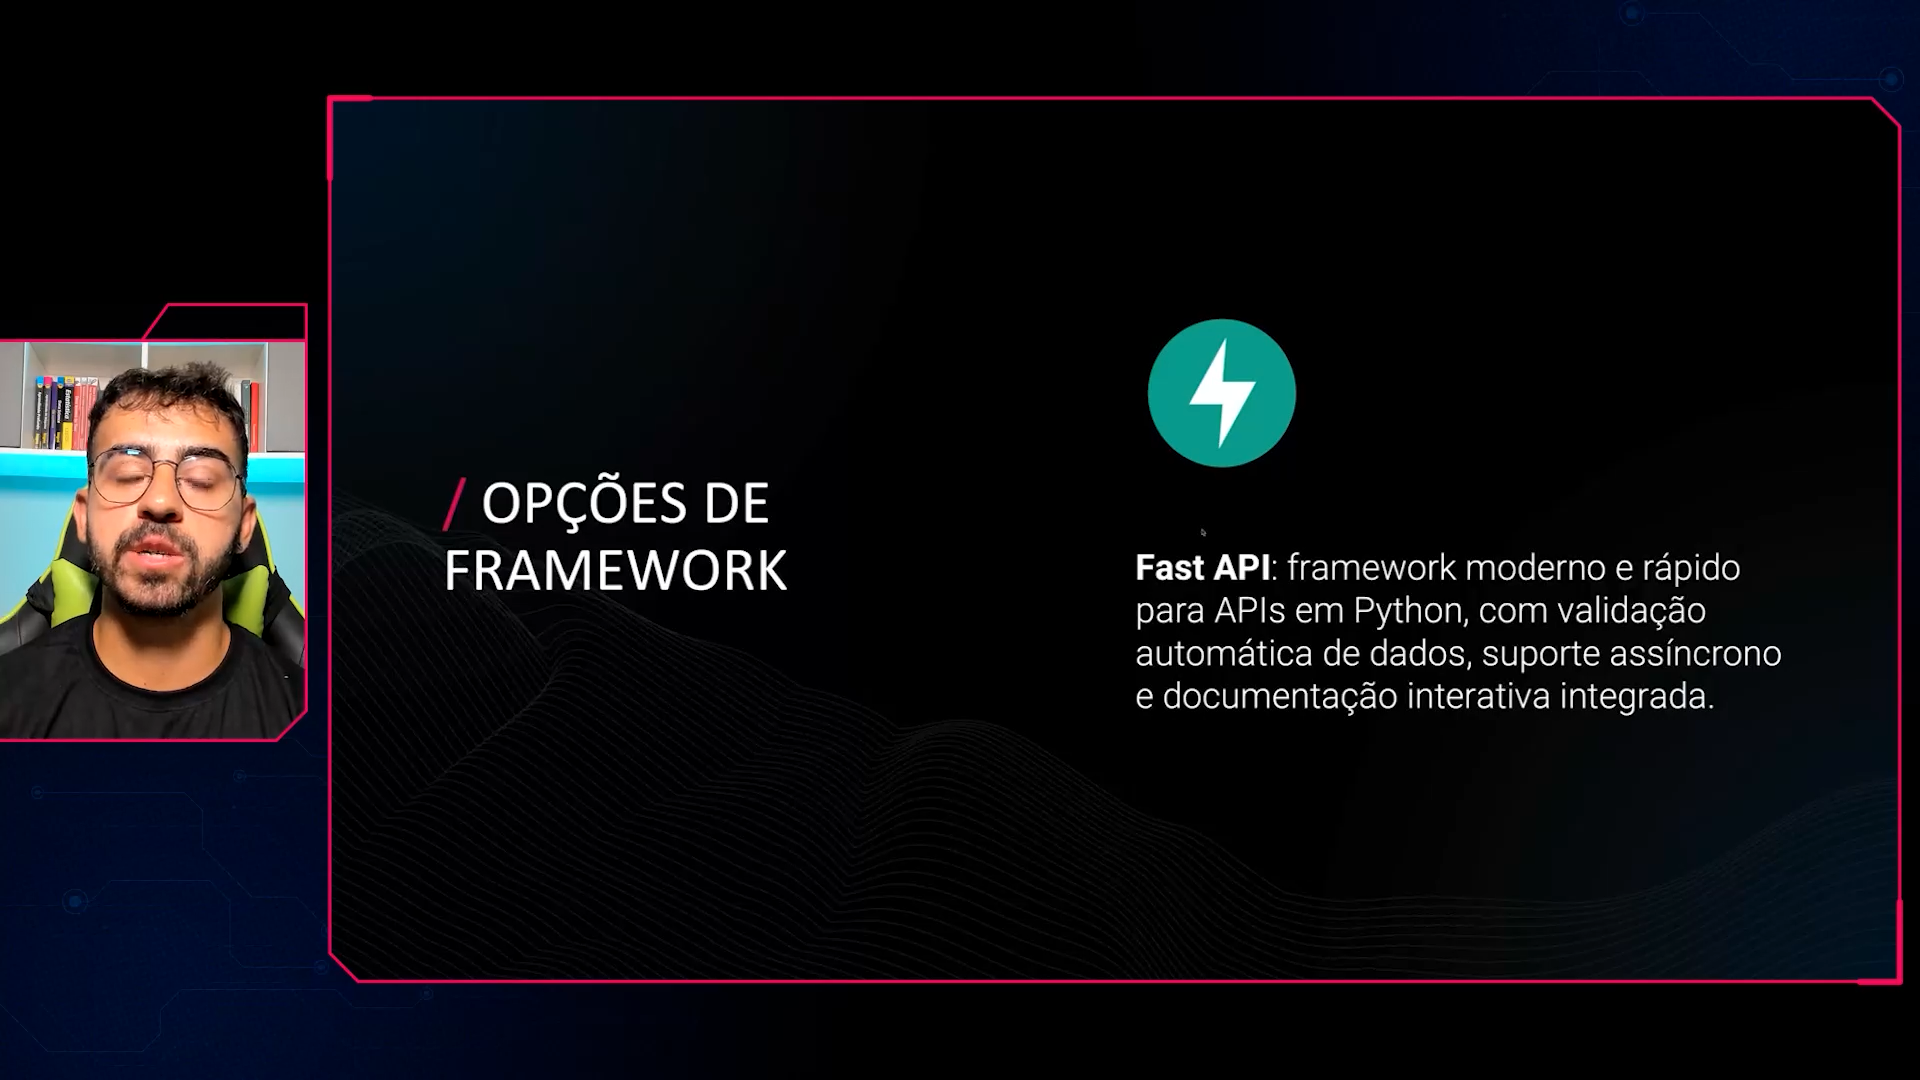 / OPÇÕES DE
FRAMEWORK
Fast API: framework moderno e rápido
para APIs em Python, com validação
automática de dados, suporte assíncrono
e documentação interativa integrada.